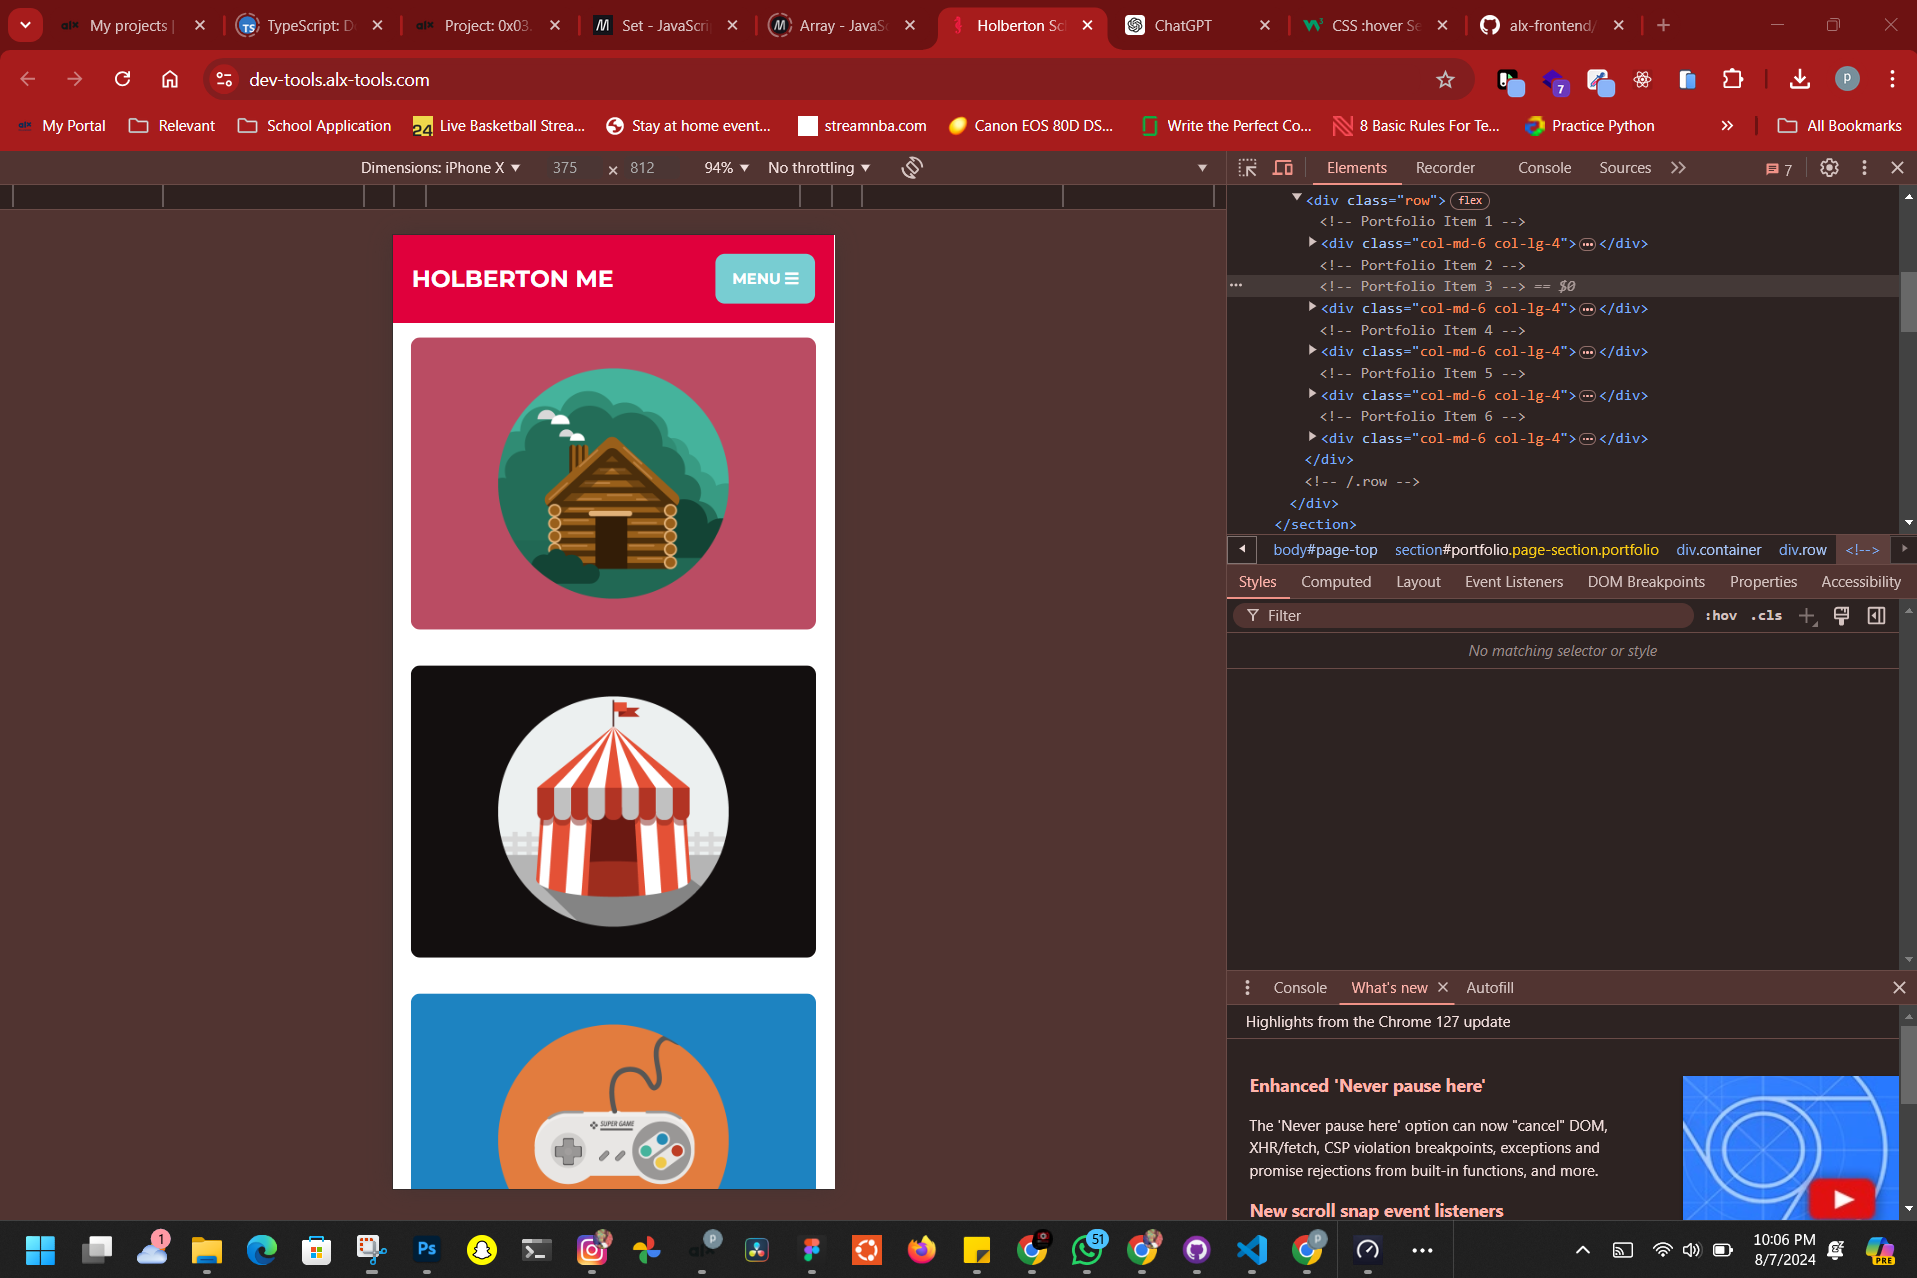 My projects |
TypeScript: D
Project: 0x03.
Set - JavaScri
Array - JavaSc
Holberton Sc
ChatGPT
CSS :hover Se
alx-frontend/
dev-tools.alx-tools.com
7
P
My Portal
Relevant
School Application
Live Basketball Strea...
Stay at home event...
streamnba.com
Canon EOS 80D DS...
Write the Perfect Co...
8 Basic Rules For Te...
Practice Python
All Bookmarks
Dimensions: iPhone X
375 x 812
94%
No throttling
Elements
Recorder
Console
Sources
7
HOLBERTON ME
MENU
SUPER GAME
<div class="row"> flex
<!-- Portfolio Item 1 -->
<div class="col-md-6 col-lg-4"> ... </div>
<!-- Portfolio Item 2 -->
... <!-- Portfolio Item 3 --> == $0
<div class="col-md-6 col-lg-4"> ... </div>
<!-- Portfolio Item 4 -->
<div class="col-md-6 col-lg-4"> ... </div>
<!-- Portfolio Item 5 -->
<div class="col-md-6 col-lg-4"> ... </div>
<!-- Portfolio Item 6 -->
<div class="col-md-6 col-lg-4"> ... </div>
</div>
<!-- /.row -->
</div>
</section>
body#page-top
section#portfolio.page-section.portfolio
div.container
div.row
<!-->
Styles
Computed
Layout
Event Listeners
DOM Breakpoints
Properties
Accessibility
Filter
:hov
.cls
No matching selector or style
Console
What's new
Autofill
Highlights from the Chrome 127 update
Enhanced 'Never pause here'
The 'Never pause here' option can now "cancel" DOM,
XHR/fetch, CSP violation breakpoints, exceptions and
promise rejections from built-in functions, and more.
New scroll snap event listeners
1
Ps
P
51
P
10:06 PM
8/7/2024
PRE